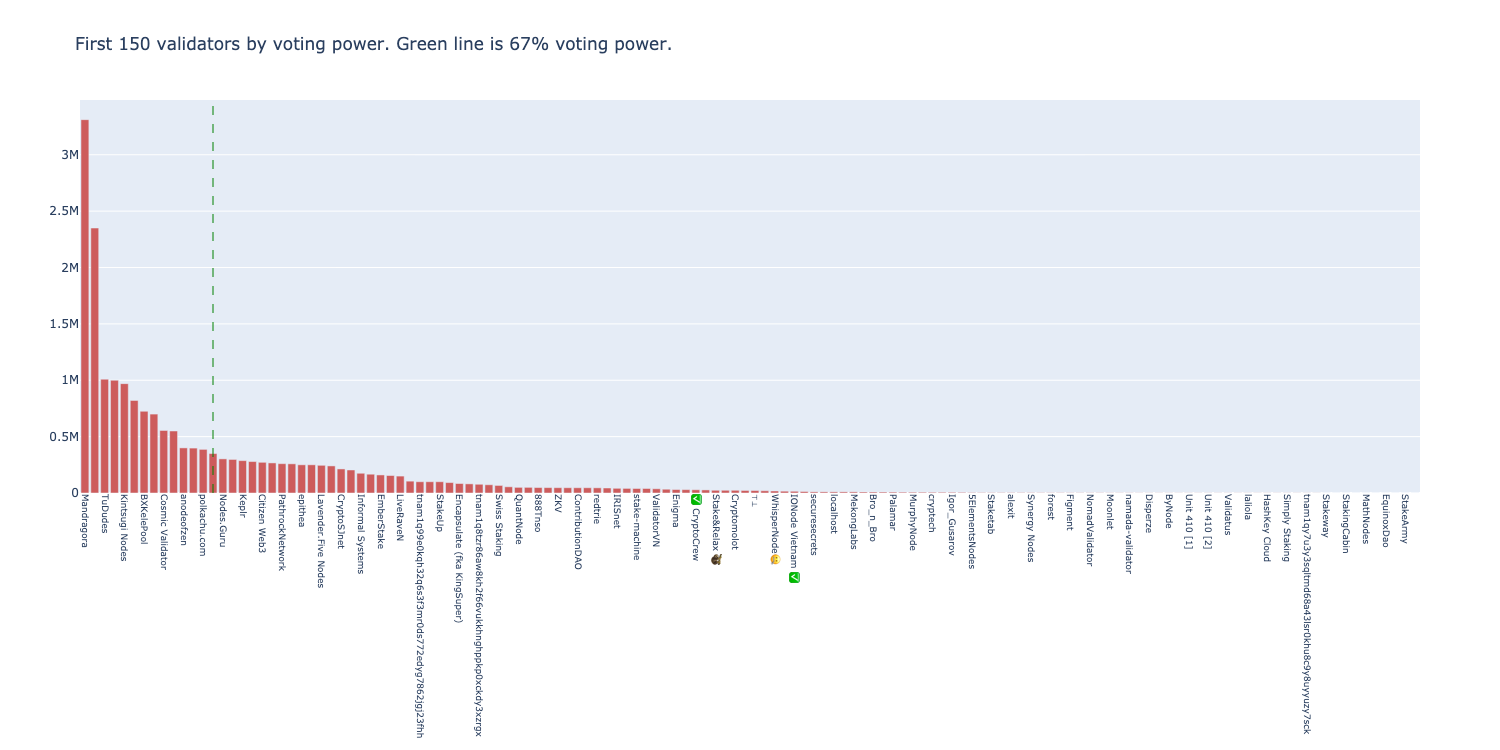 First 150 validators by voting power. Green line is 67% voting power.
3M
2.5M
2M
1.5M
1M
0.5M
0
Mandragora
TuDudes
Kintsugi Nodes
BXKelePool
Cosmic Validator
anodeofzen
polkachu.com
Nodes.Guru
Keplr
Citizen Web3
PathrockNetwork
epithea
Lavender.Five Nodes
CryptoSJnet
Informal Systems
EmberStake
LiveRaveN
StakeUp
Encapsulate (fka KingSuper)
Swiss Staking
QuantNode
888Tnso
ZKV
ContributionDAO
redtrie
IRISnet
stake-machine
ValidatorVN
Enigma
✅ CryptoCrew
Stake&Relax 🦥
Cryptomolot
⊤⊥
WhisperNode🤐
IONode Vietnam ✅
securesecrets
localhost
MekongLabs
Bro_n_Bro
Palamar
MurphyNode
cryptech
Igor_Gusarov
5ElementsNodes
Staketab
alexit
Synergy Nodes
forest
Figment
NomadValidator
Moonlet
namada-validator
Disperze
ByNode
Unit 410 [1]
Unit 410 [2]
Validatus
laliola
HashKey Cloud
Simply Staking
Stakeway
StakingCabin
MathNodes
EquinoxDao
StakeArmy